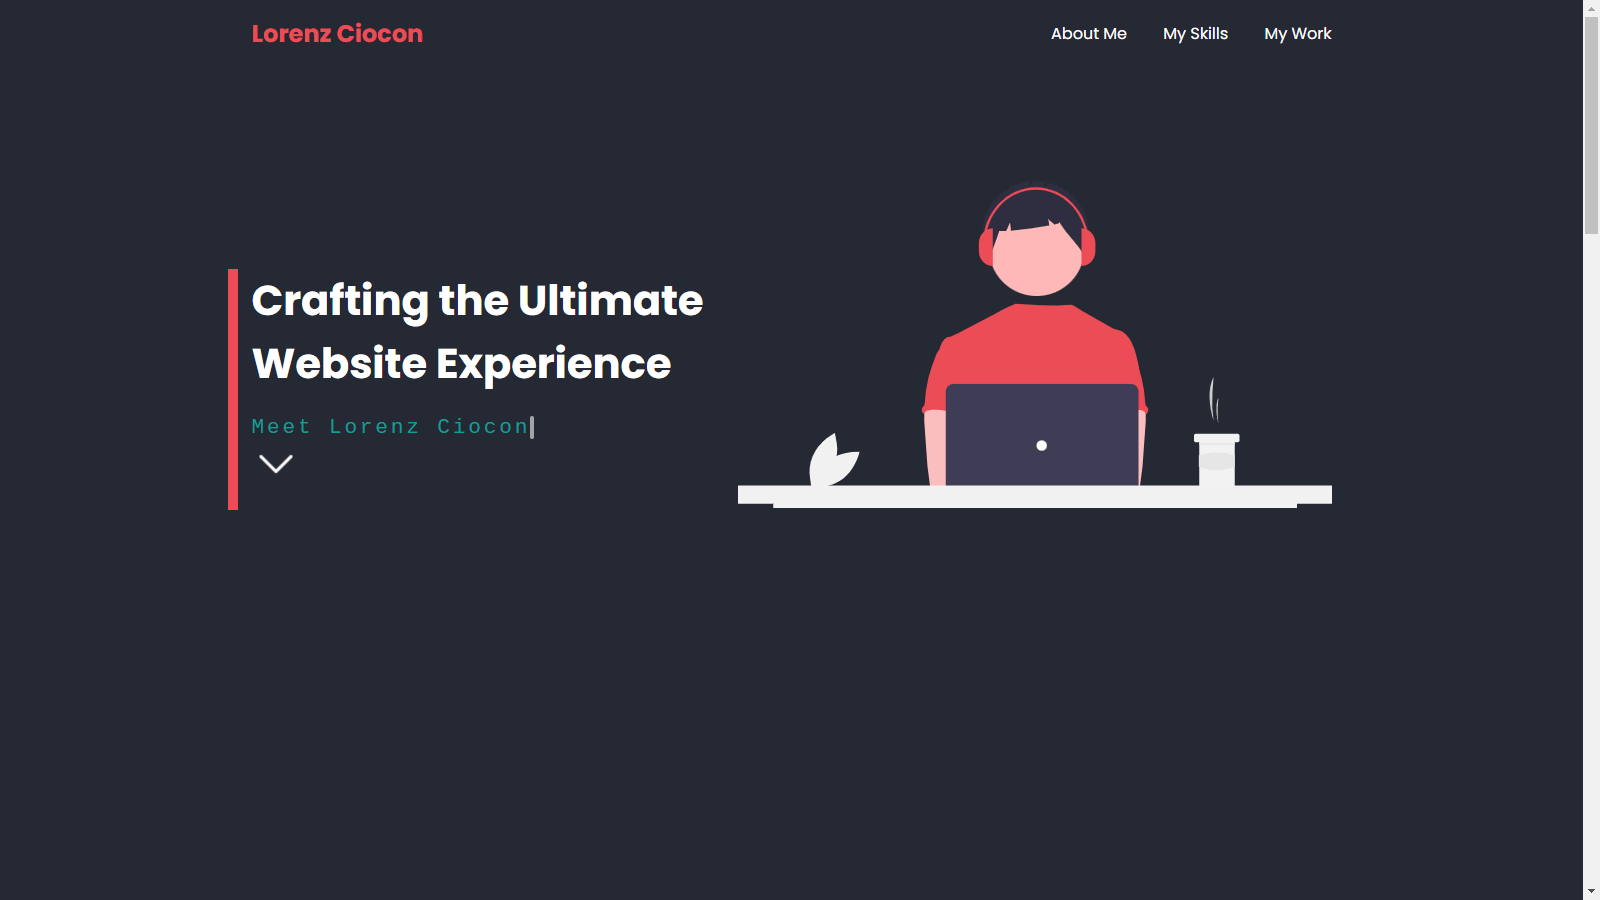 Lorenz Ciocon
About Me
My Skills
My Work
Crafting the Ultimate
Website Experience
Meet Lorenz Ciocon